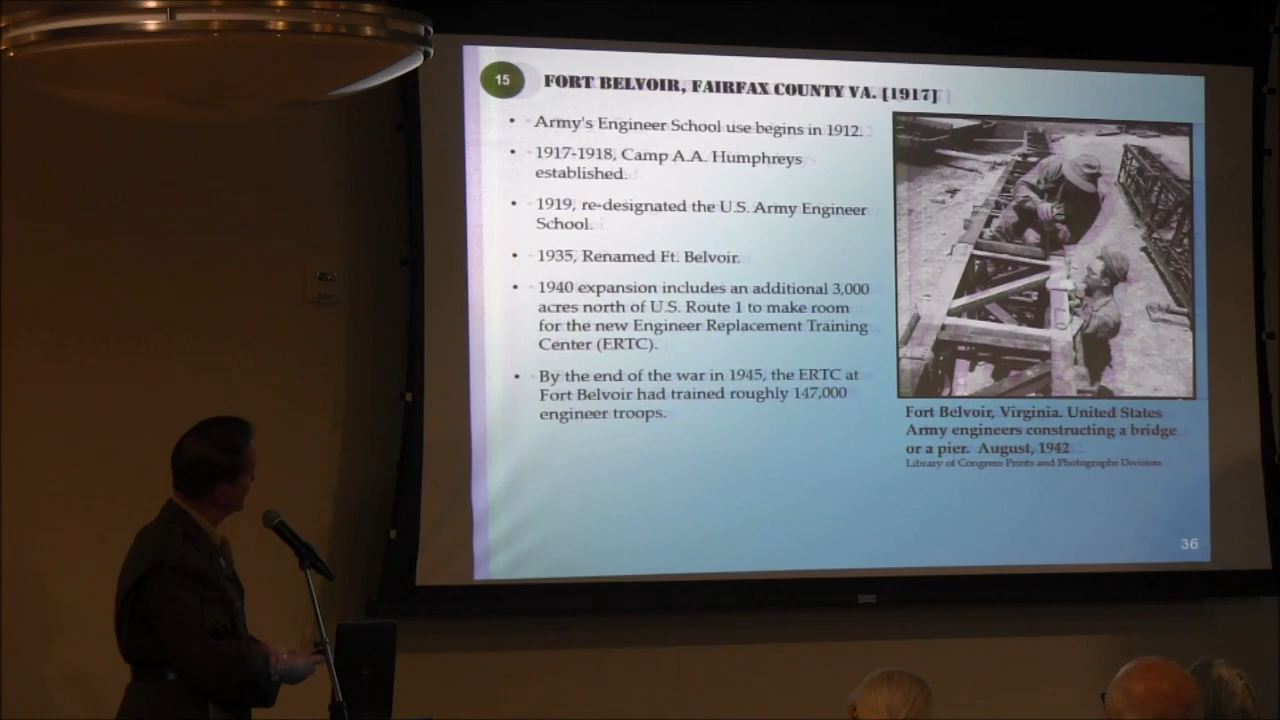 15
FORT BELVOIR, FAIRFAX COUNTY VA. [1917]
• Army's Engineer School use begins in 1912.
• 1917-1918, Camp A.A. Humphreys
established.
• 1919, re-designated the U.S. Army Engineer
School.
• 1935, Renamed Ft. Belvoir.
• 1940 expansion includes an additional 3,000
acres north of U.S. Route 1 to make room
for the new Engineer Replacement Training
Center (ERTC).
• By the end of the war in 1945, the ERTC at
Fort Belvoir had trained roughly 147,000
engineer troops.
Fort Belvoir, Virginia. United States
Army engineers constructing a bridge
or a pier. August, 1942
Library of Congress Prints and Photographs Division
36